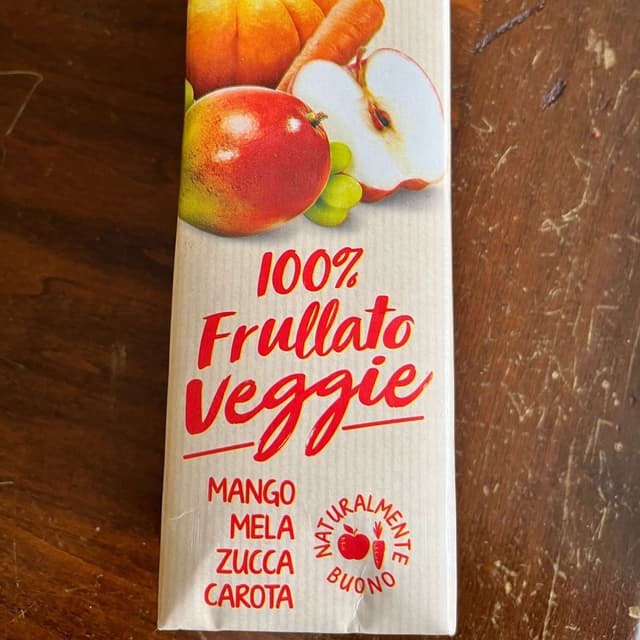 100%
Frullato
Veggie
MANGO
MELA
ZUCCA
CAROTA
NATURALMENTE
BUONO